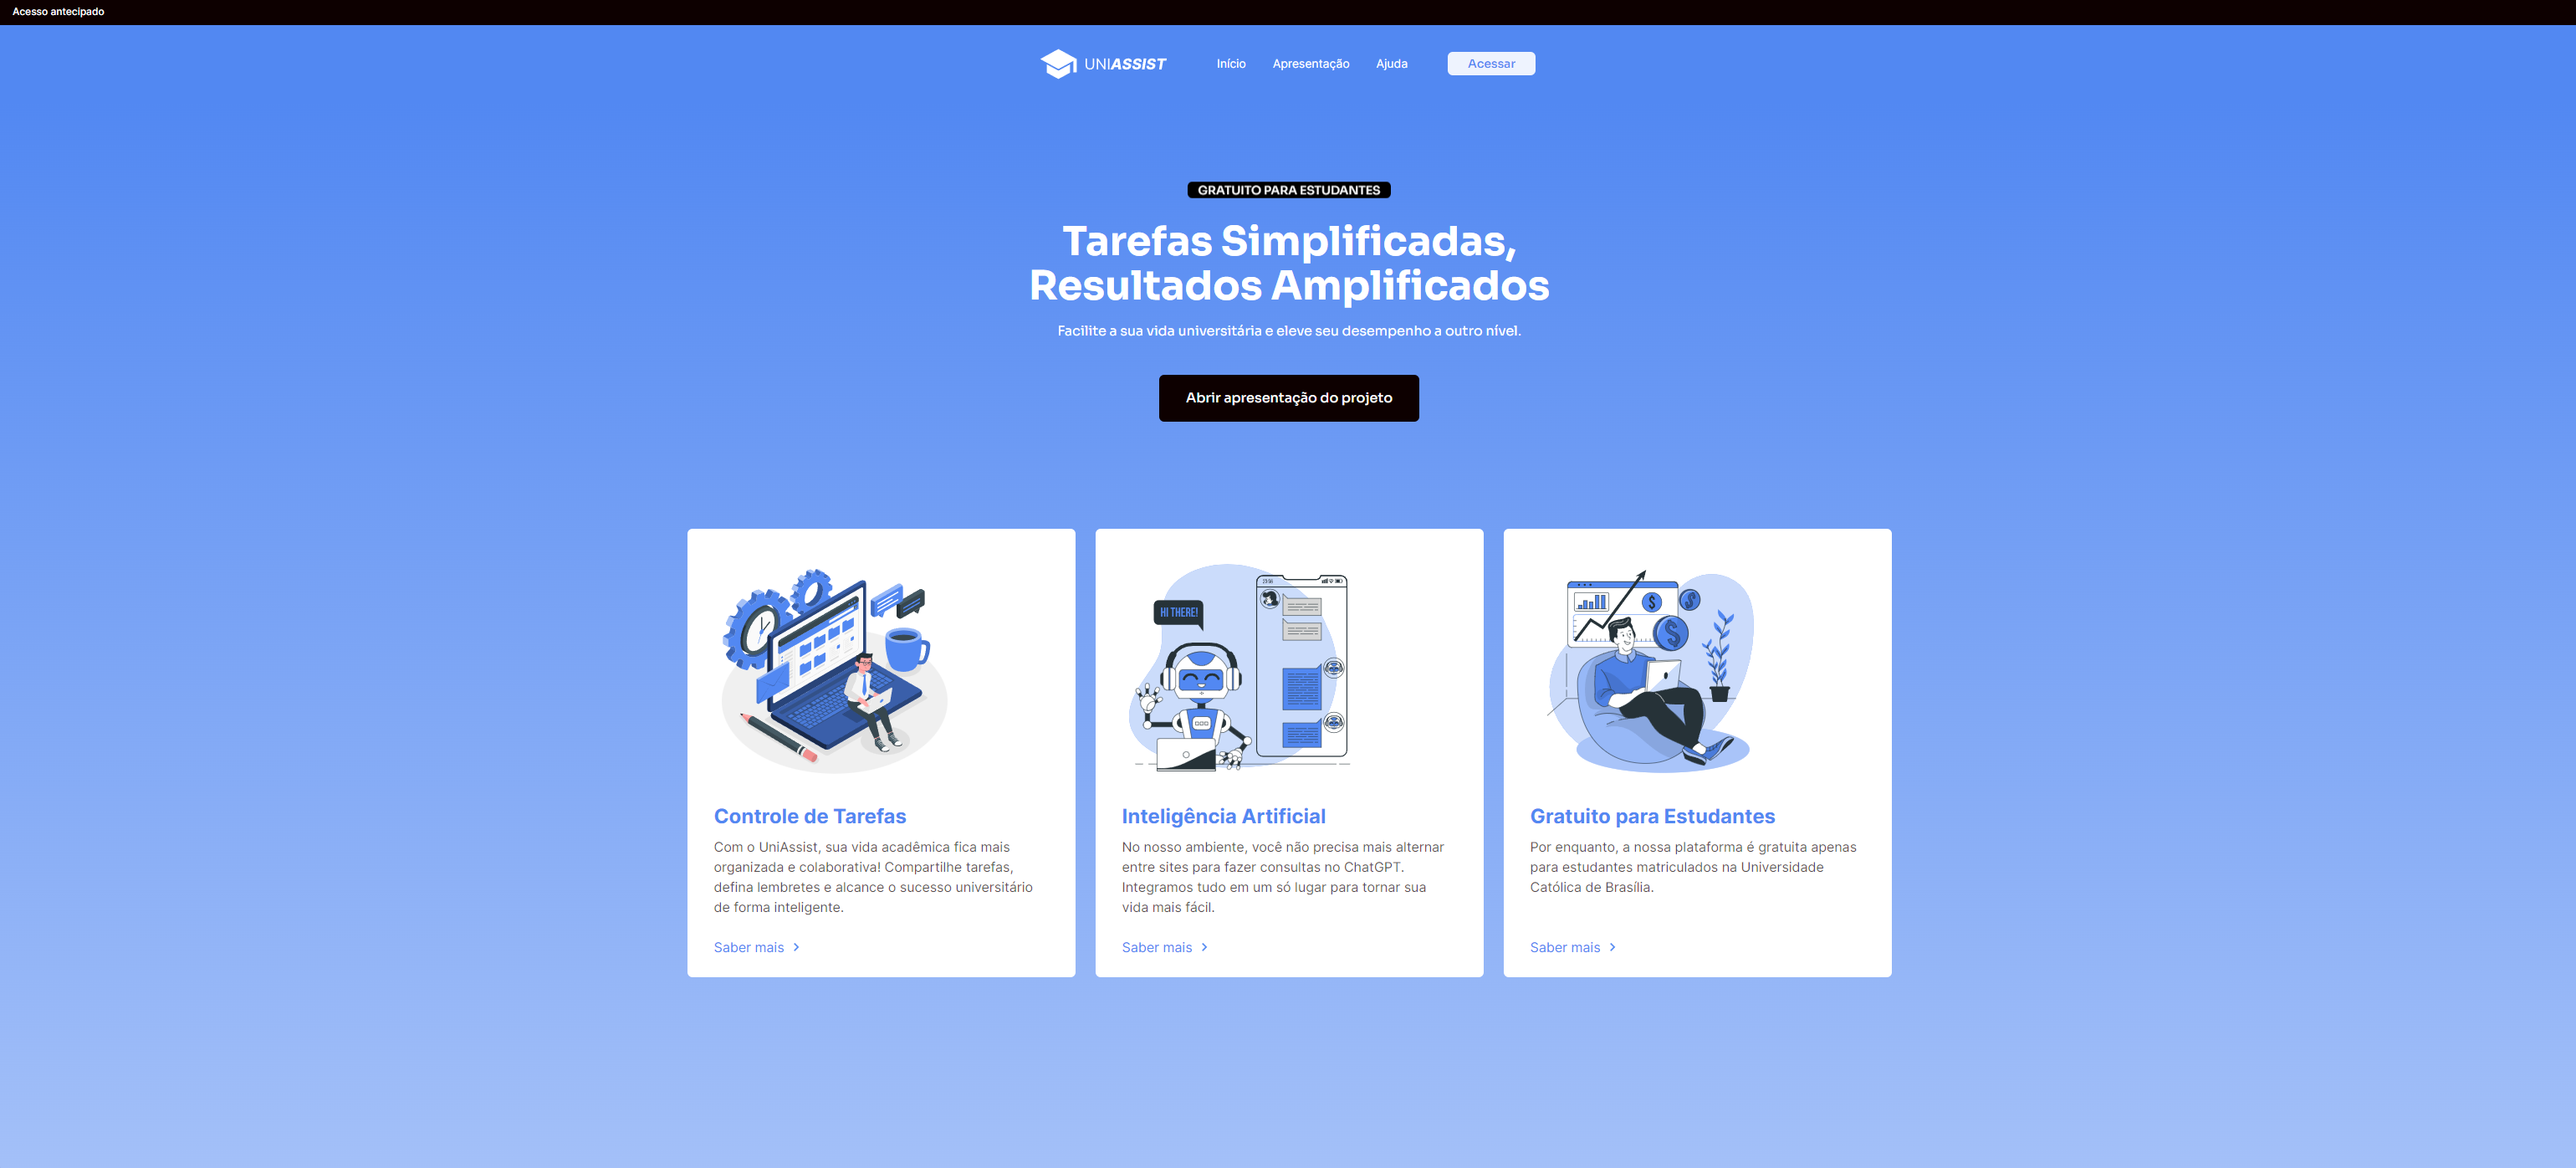 Acesso antecipado
UNIASSIST
Início
Apresentação
Ajuda
Acessar
GRATUITO PARA ESTUDANTES
Tarefas Simplificadas,
Resultados Amplificados
Facilite a sua vida universitária e eleve seu desempenho a outro nível.
Abrir apresentação do projeto
HI THERE!
Controle de Tarefas
Com o UniAssist, sua vida acadêmica fica mais
organizada e colaborativa! Compartilhe tarefas,
defina lembretes e alcance o sucesso universitário
de forma inteligente.
Saber mais
Inteligência Artificial
No nosso ambiente, você não precisa mais alternar
entre sites para fazer consultas no ChatGPT.
Integramos tudo em um só lugar para tornar sua
vida mais fácil.
Saber mais
Gratuito para Estudantes
Por enquanto, a nossa plataforma é gratuita apenas
para estudantes matriculados na Universidade
Católica de Brasília.
Saber mais